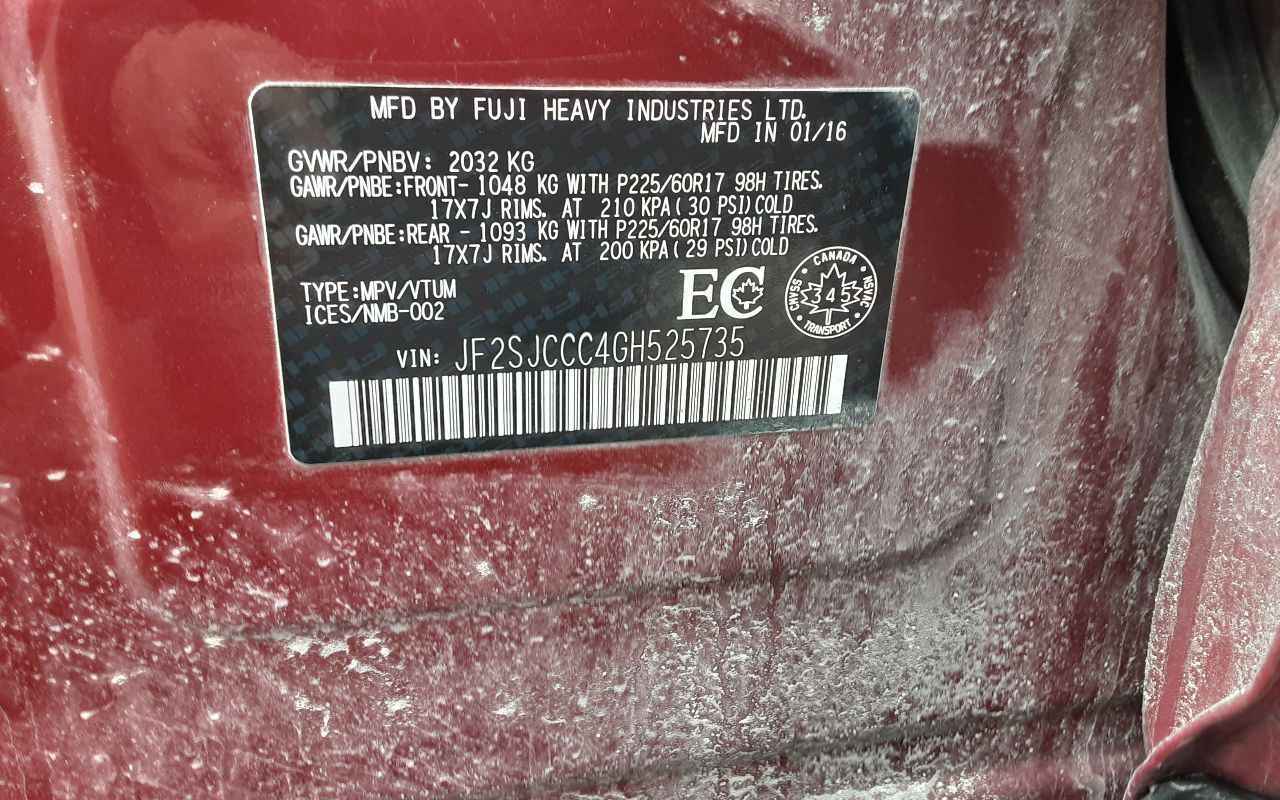 MFD BY FUJI HEAVY INDUSTRIES LTD.
MFD IN 01/16
GVWR/PNBV: 2032 KG
GAWR/PNBE:FRONT- 1048 KG WITH P225/60R17 98H TIRES.
17X7J RIMS. AT 210 KPA( 30 PSI)COLD
GAWR/PNBE:REAR - 1093 KG WITH P225/60R17 98H TIRES.
17X7J RIMS. AT 200 KPA( 29 PSI)COLD
TYPE:MPV/VTUM
ICES/NMB-002
EC
CANADA
SVAC NSVMAC
345
TRANSPORT
VIN: JF2SJCCC4GH525735